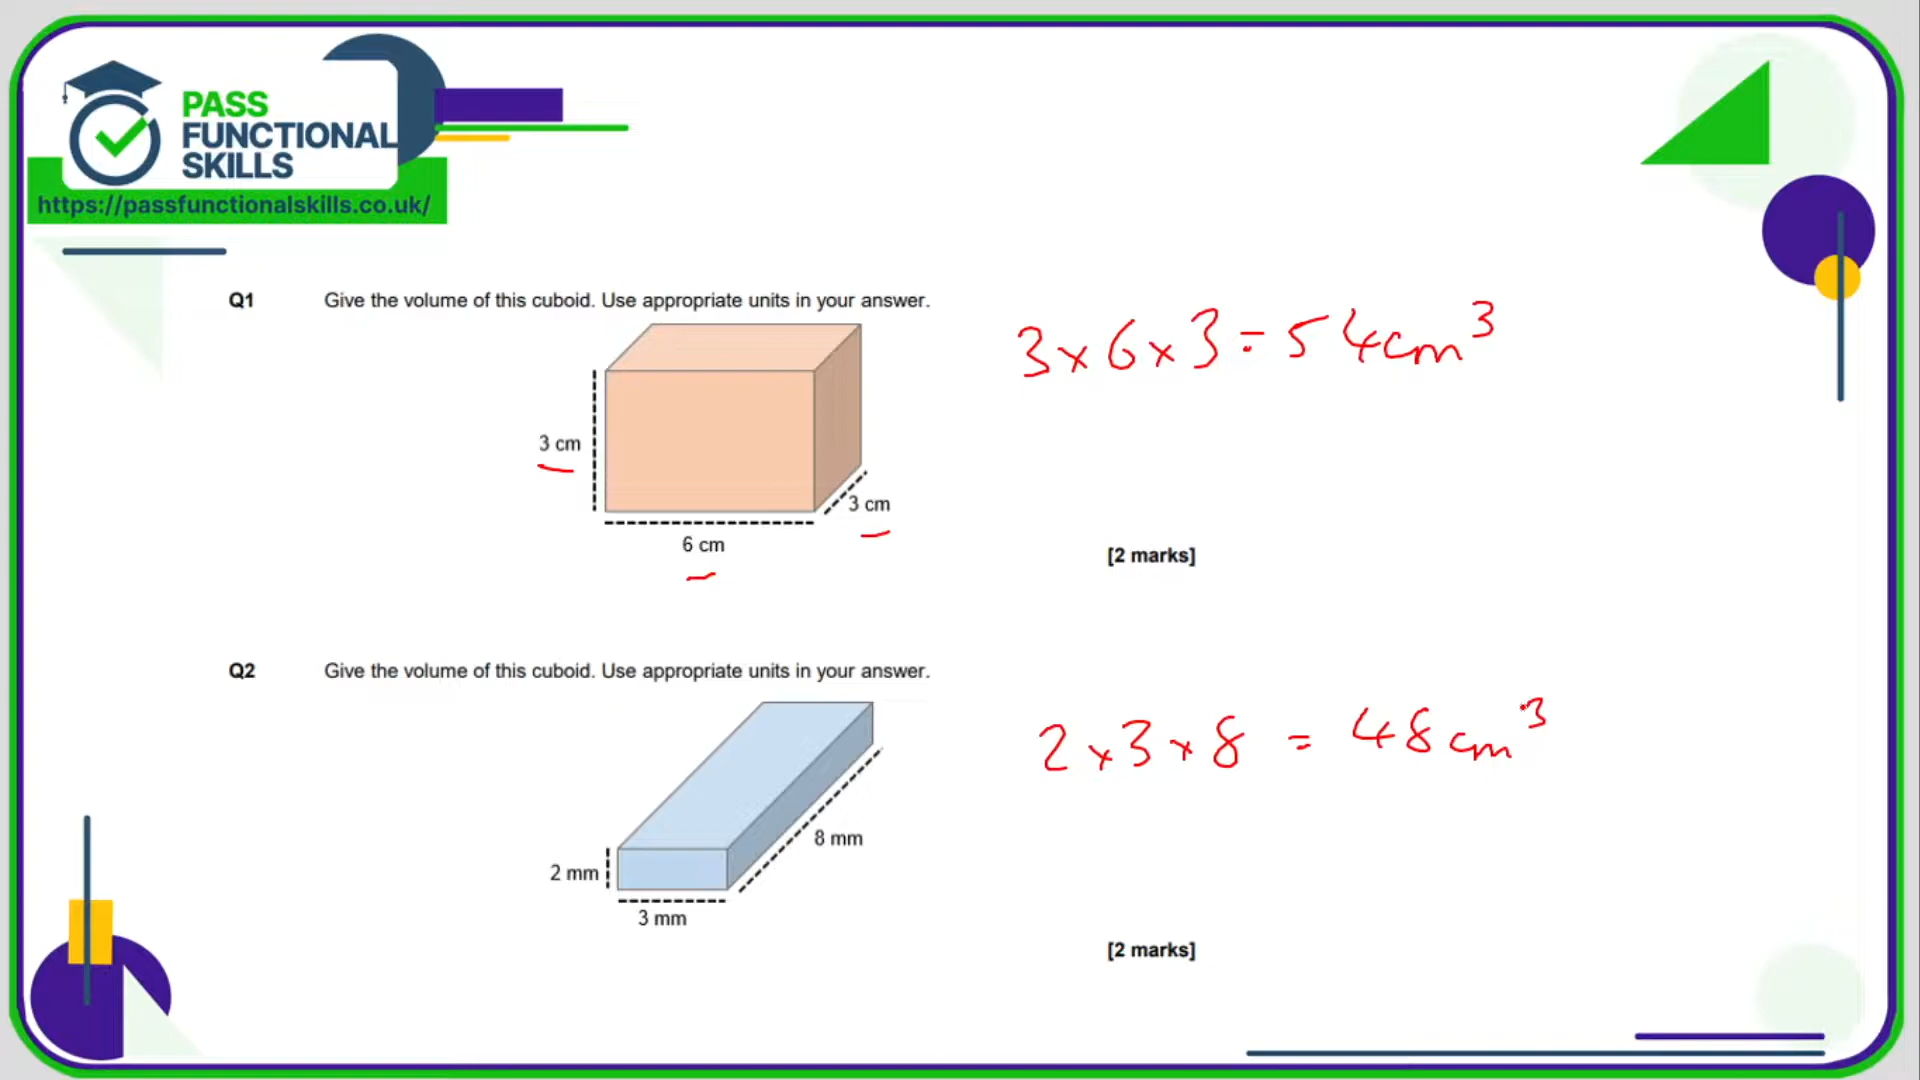 PASS
FUNCTIONAL
SKILLS
https://passfunctionalskills.co.uk/
Q1 Give the volume of this cuboid. Use appropriate units in your answer.
3 x 6 x 3 = 54cm³
3 cm
3 cm
6 cm
[2 marks]
Q2 Give the volume of this cuboid. Use appropriate units in your answer.
2 x 3 x 8 = 48cm³
8 mm
2 mm
3 mm
[2 marks]